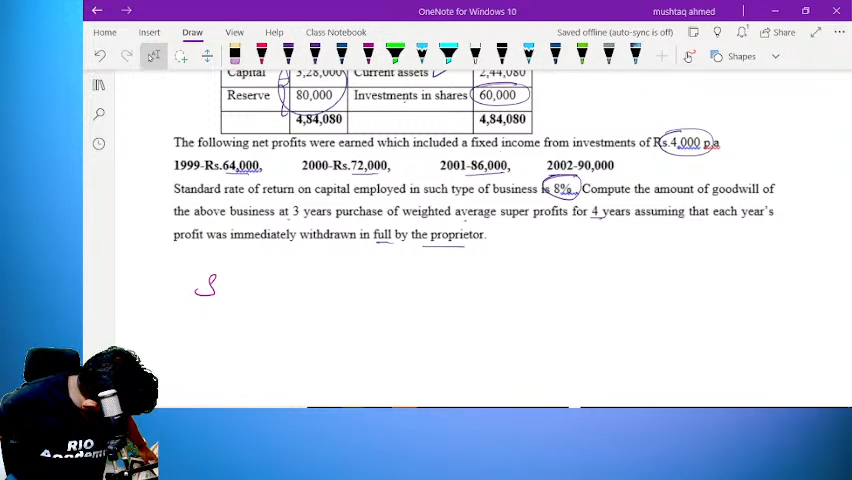 OneNote for Windows 10
mushtaq ahmed
Home Insert Draw View Help Class Notebook
Saved offline (auto-sync is off)
Share
Shapes
Capital 3,28,000 Current assets 2,44,080
Reserve 80,000 Investments in shares 60,000
4,84,080 4,84,080
The following net profits were earned which included a fixed income from investments of Rs.4,000 p.a
1999-Rs.64,000, 2000-Rs.72,000, 2001-86,000, 2002-90,000
Standard rate of return on capital employed in such type of business is 8%. Compute the amount of goodwill of
the above business at 3 years purchase of weighted average super profits for 4 years assuming that each year's
profit was immediately withdrawn in full by the proprietor.
S
RIO